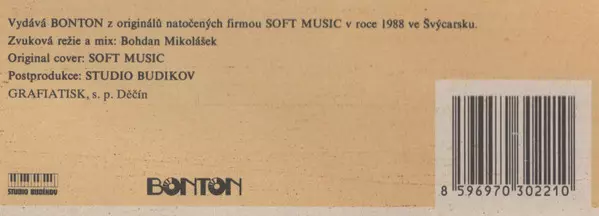 Vydává BONTON z originálů natočených firmou SOFT MUSIC v roce 1988 ve Švýcarsku.
Zvuková režie a mix: Bohdan Mikolášek
Original cover: SOFT MUSIC
Postprodukce: STUDIO BUDIKOV
GRAFIATISK, s. p. Děčín
STUDIO BUDÍKOV
BONTON
8 596970 302210